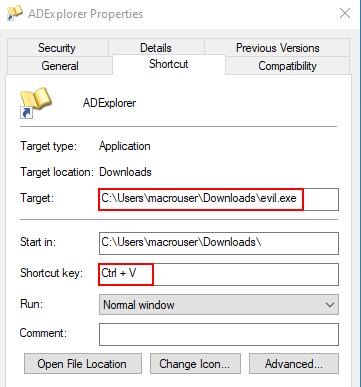 ADExplorer Properties
Security Details Previous Versions
General Shortcut Compatibility
ADExplorer
Target type: Application
Target location: Downloads
Target: C:\Users\macrouser\Downloads\evil.exe
Start in: C:\Users\macrouser\Downloads\
Shortcut key: Ctrl + V
Run: Normal window
Comment:
Open File Location Change Icon... Advanced...